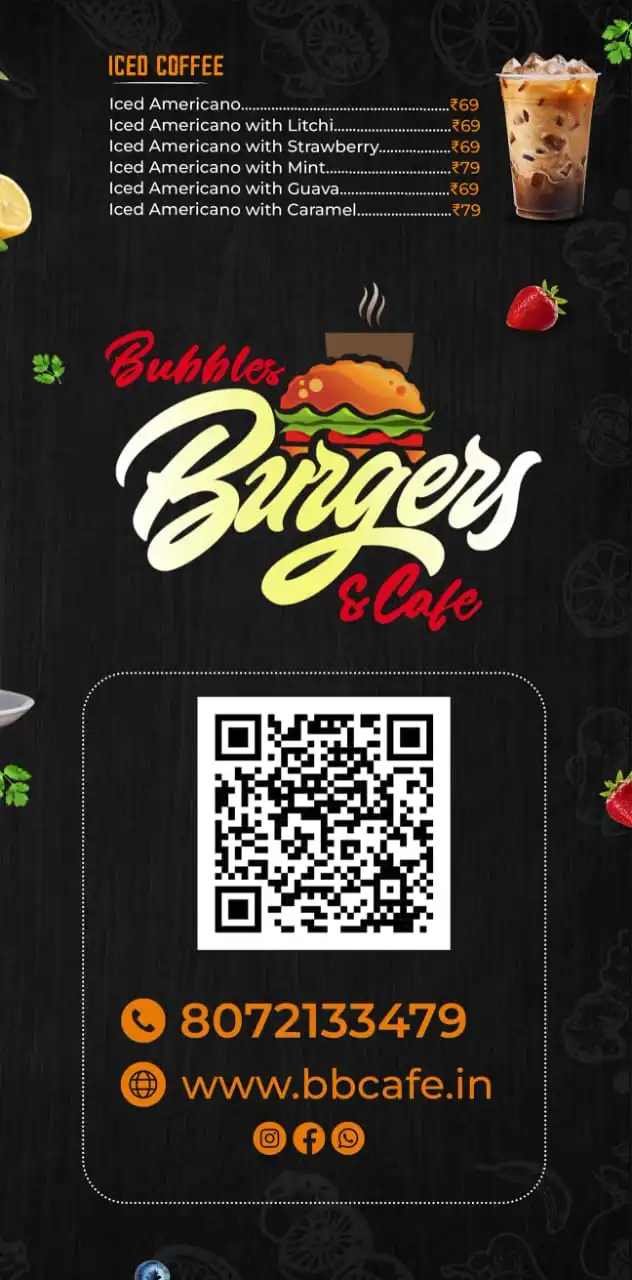 ICED COFFEE
Iced Americano....................................................₹69
Iced Americano with Litchi.............................₹69
Iced Americano with Strawberry..................₹69
Iced Americano with Mint...............................₹79
Iced Americano with Guava............................₹69
Iced Americano with Caramel........................₹79
Bubbles
Burgers
& Cafe
8072133479
www.bbcafe.in